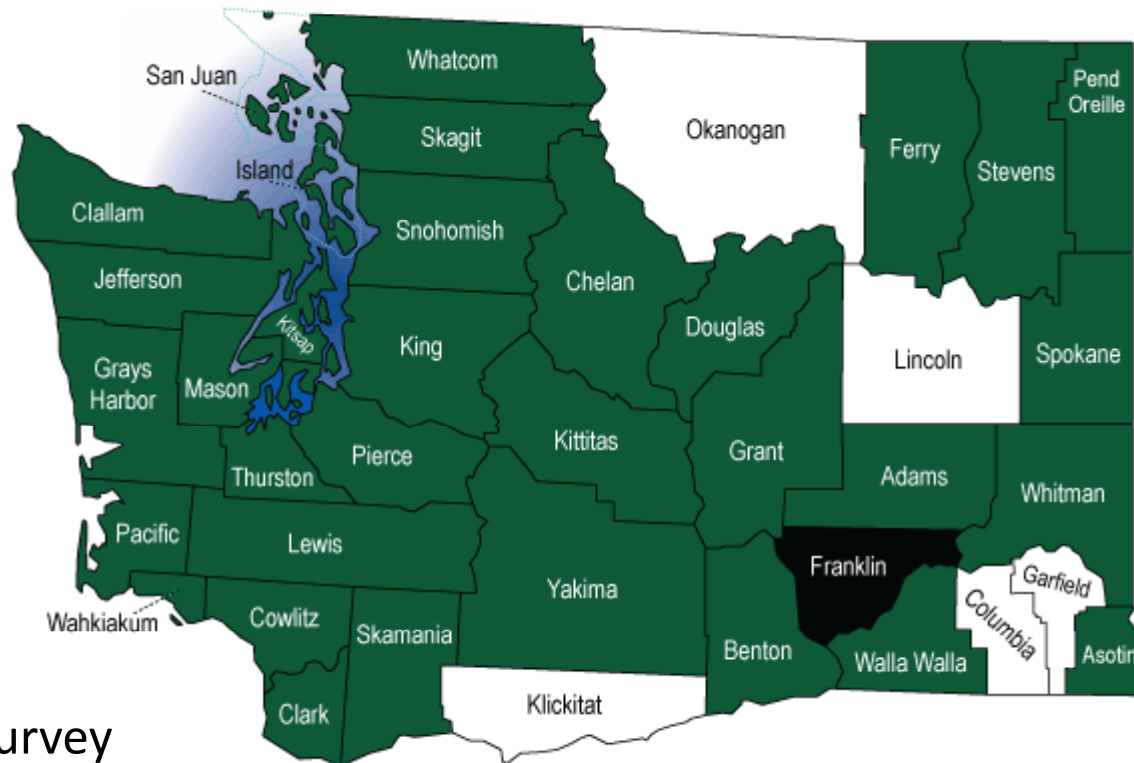 Whatcom
San Juan
Pend
Oreille
Okanogan
Skagit
Ferry
Island
Stevens
Clallam
Snohomish
Jefferson
Chelan
Douglas
Kitsap
King
Lincoln
Spokane
Grays
Harbor
Mason
Kittitas
Grant
Pierce
Thurston
Adams
Whitman
Pacific
Lewis
Franklin
Garfield
Yakima
Wahkiakum
Cowlitz
Skamania
Columbia
Benton
Walla Walla
Asotin
Klickitat
Clark
urvey